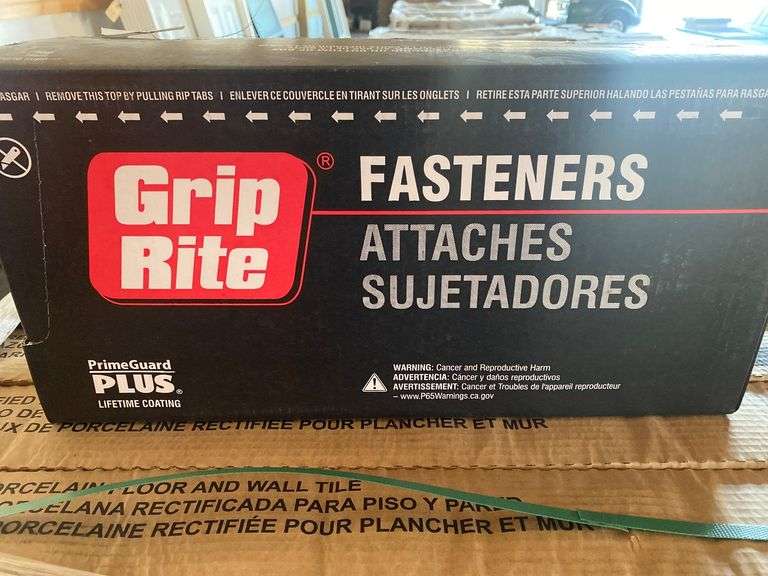 RASGAR | REMOVE THIS TOP BY PULLING RIP TABS | ENLEVER CE COUVERCLE EN TIRANT SUR LES ONGLETS | RETIRE ESTA PARTE SUPERIOR HALANDO LAS PESTAÑAS PARA RASGA
Grip
Rite
®
FASTENERS
ATTACHES
SUJETADORES
PrimeGuard
PLUS®
LIFETIME COATING
WARNING: Cancer and Reproductive Harm
ADVERTENCIA: Cáncer y daños reproductivos
AVERTISSEMENT: Cancer et Troubles de l'appareil reproducteur
– www.P65Warnings.ca.gov
DE PORCELAINE RECTIFIÉE POUR PLANCHER ET MUR
PORCELAIN FLOOR AND WALL TILE
PORCELANA RECTIFICADA PARA PISO Y PARED
PORCELAINE RECTIFIÉE POUR PLANCHER ET MUR